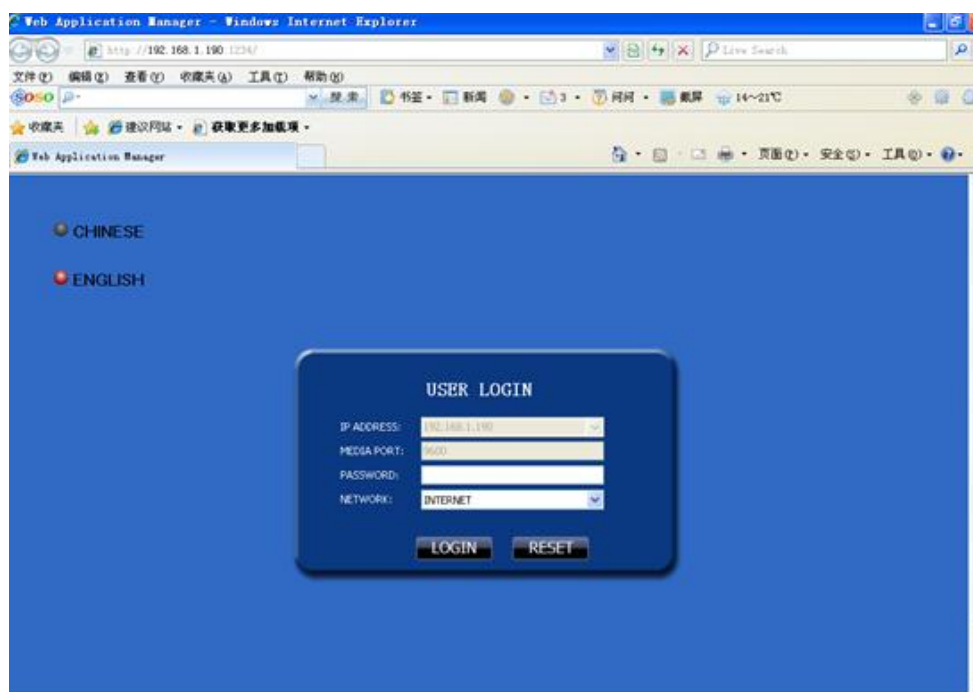 Web Application Manager - Windows Internet Explorer
http://192.168.1.190:1234/ Live Search
文件(F) 编辑(E) 查看(V) 收藏夹(A) 工具(T) 帮助(H)
SOSO 搜索 书签 新闻 3 问问 截屏 14~21℃
收藏夹 建议网站 获取更多加载项
Web Application Manager 页面(P) 安全(S) 工具(O)
CHINESE
ENGLISH
USER LOGIN
IP ADDRESS: 192.168.1.190
MEDIA PORT: 9600
PASSWORD:
NETWORK: INTERNET
LOGIN RESET